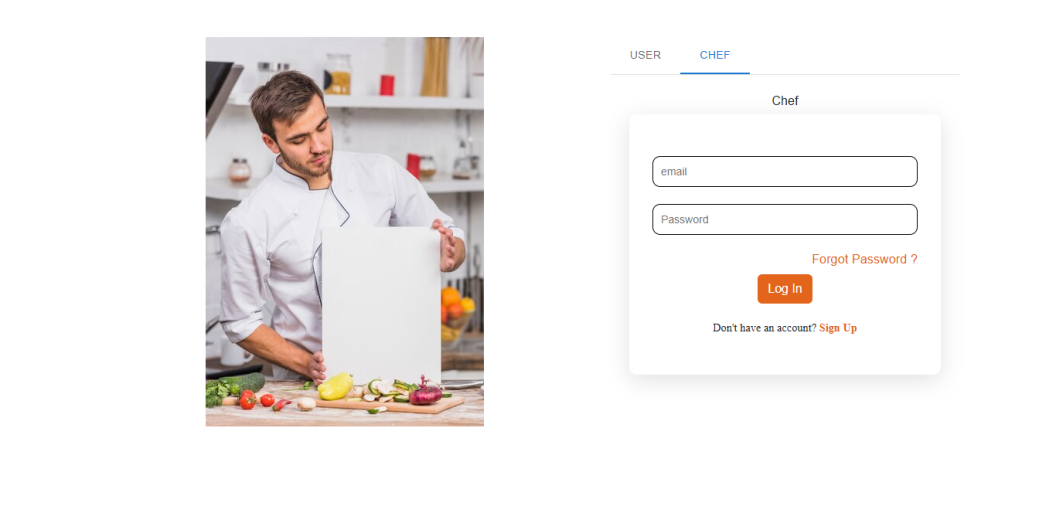 USER CHEF
Chef
email
Password
Forgot Password ?
Log In
Don't have an account? Sign Up